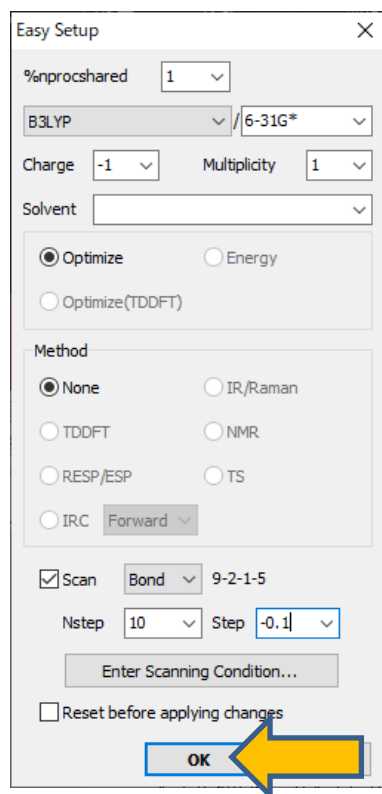 Easy Setup
%nprocshared 1
B3LYP / 6-31G*
Charge -1 Multiplicity 1
Solvent
Optimize Energy
Optimize(TDDFT)
Method
None IR/Raman
TDDFT NMR
RESP/ESP TS
IRC Forward
Scan Bond 9-2-1-5
Nstep 10 Step -0.1
Enter Scanning Condition...
Reset before applying changes
OK